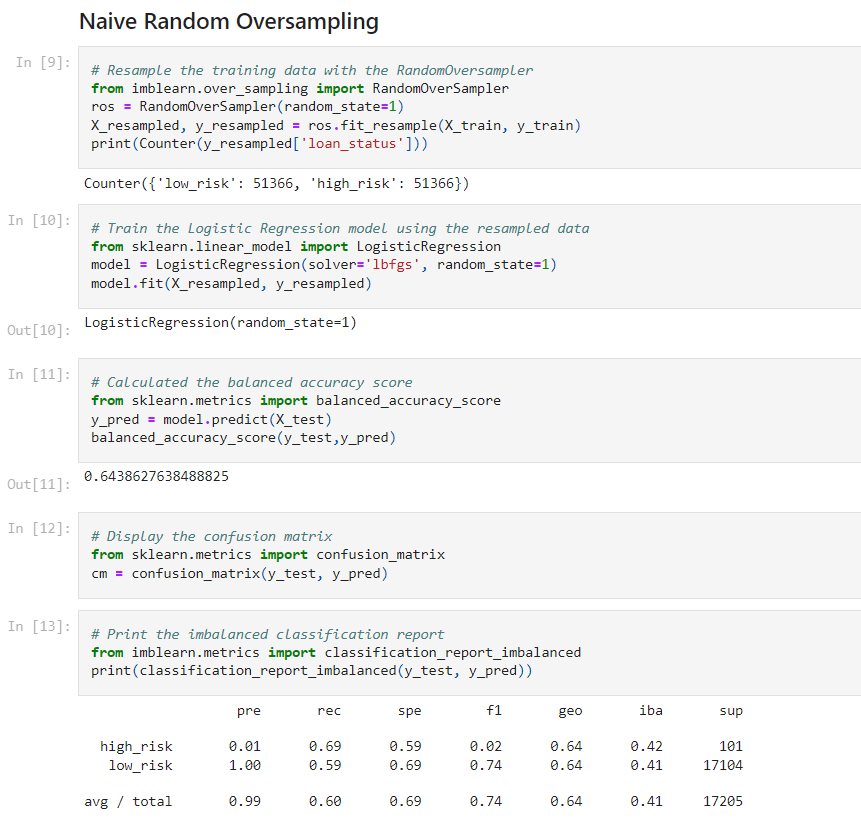 Naive Random Oversampling
In [9]:
# Resample the training data with the RandomOversampler
from imblearn.over_sampling import RandomOverSampler
ros = RandomOverSampler(random_state=1)
X_resampled, y_resampled = ros.fit_resample(X_train, y_train)
print(Counter(y_resampled['loan_status']))
Counter({'low_risk': 51366, 'high_risk': 51366})
In [10]:
# Train the Logistic Regression model using the resampled data
from sklearn.linear_model import LogisticRegression
model = LogisticRegression(solver='lbfgs', random_state=1)
model.fit(X_resampled, y_resampled)
Out[10]:
LogisticRegression(random_state=1)
In [11]:
# Calculated the balanced accuracy score
from sklearn.metrics import balanced_accuracy_score
y_pred = model.predict(X_test)
balanced_accuracy_score(y_test,y_pred)
Out[11]:
0.6438627638488825
In [12]:
# Display the confusion matrix
from sklearn.metrics import confusion_matrix
cm = confusion_matrix(y_test, y_pred)
In [13]:
# Print the imbalanced classification report
from imblearn.metrics import classification_report_imbalanced
print(classification_report_imbalanced(y_test, y_pred))
pre rec spe f1 geo iba sup
high_risk 0.01 0.69 0.59 0.02 0.64 0.42 101
low_risk 1.00 0.59 0.69 0.74 0.64 0.41 17104
avg / total 0.99 0.60 0.69 0.74 0.64 0.41 17205